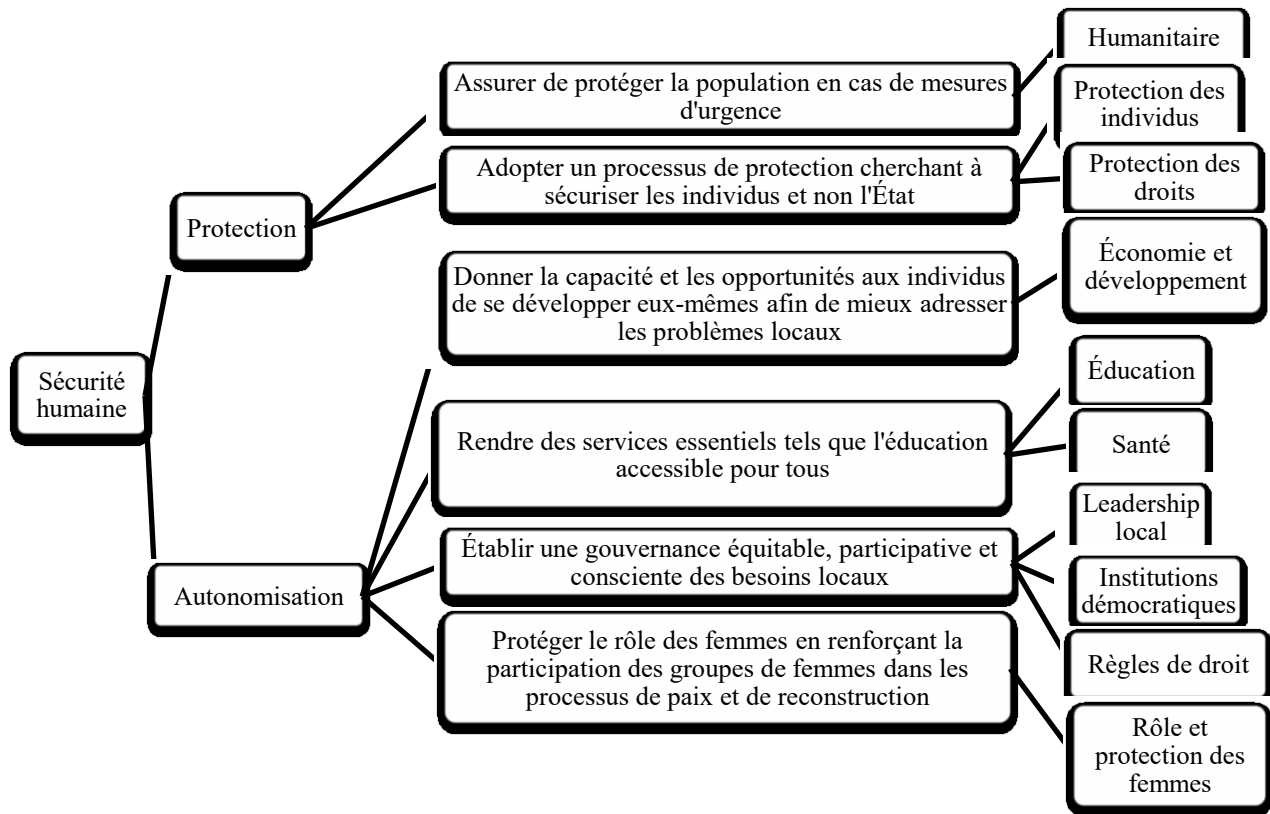 Sécurité
humaine
Protection
Assurer de protéger la population en cas de mesures
d'urgence
Humanitaire
Adopter un processus de protection cherchant à
sécuriser les individus et non l'État
Protection des
individus
Protection des
droits
Autonomisation
Donner la capacité et les opportunités aux individus
de se développer eux-mêmes afin de mieux adresser
les problèmes locaux
Économie et
développement
Rendre des services essentiels tels que l'éducation
accessible pour tous
Éducation
Santé
Établir une gouvernance équitable, participative et
consciente des besoins locaux
Leadership
local
Institutions
démocratiques
Règles de droit
Protéger le rôle des femmes en renforçant la
participation des groupes de femmes dans les
processus de paix et de reconstruction
Rôle et
protection des
femmes